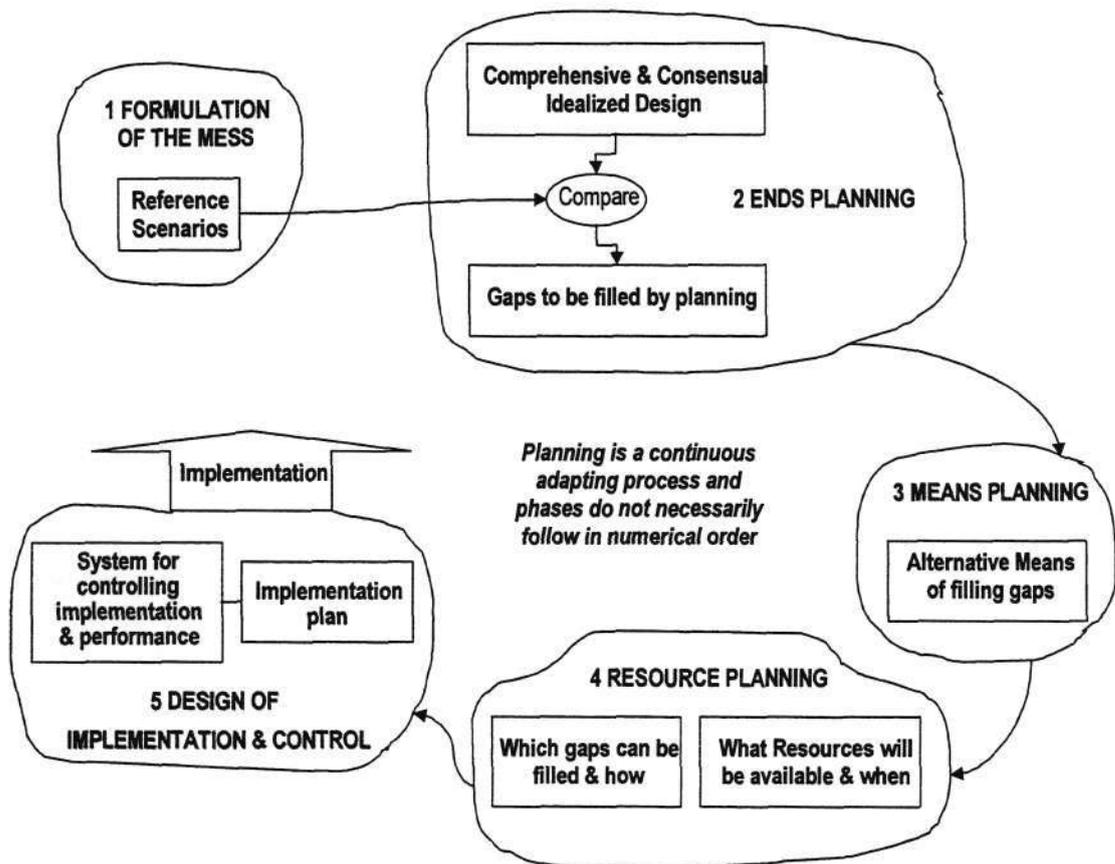 1 FORMULATION
OF THE MESS
Reference
Scenarios
Comprehensive & Consensual
Idealized Design
Compare
2 ENDS PLANNING
Gaps to be filled by planning
Planning is a continuous
adapting process and
phases do not necessarily
follow in numerical order
3 MEANS PLANNING
Alternative Means
of filling gaps
4 RESOURCE PLANNING
Which gaps can be
filled & how
What Resources will
be available & when
Implementation
System for
controlling
implementation
& performance
Implementation
plan
5 DESIGN OF
IMPLEMENTATION & CONTROL